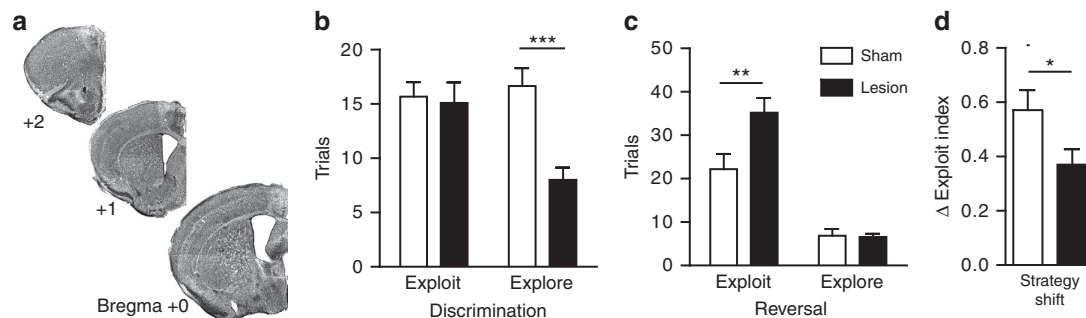 a
+2
+1
Bregma +0
b
Trials
20
15
10
5
0
***
Exploit Explore
Discrimination
c
Trials
50
40
30
20
10
0
**
Sham
Lesion
Exploit Explore
Reversal
d
Δ Exploit index
0.8
0.6
0.4
0.2
0.0
*
Strategy
shift